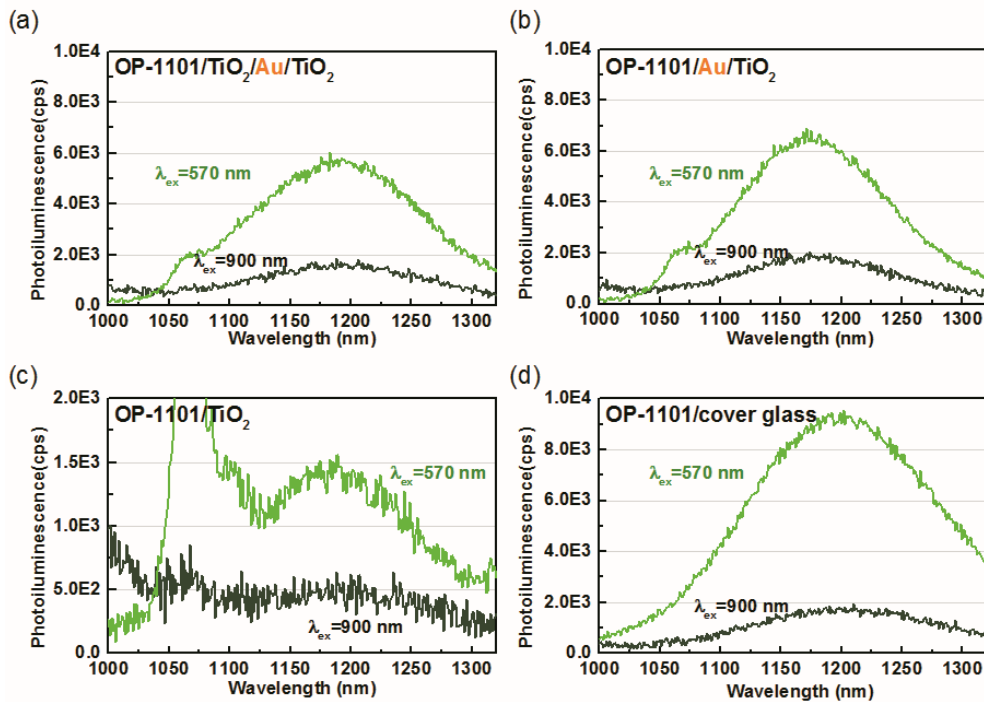 (a)
1.0E4
OP-1101/TiO2/Au/TiO2
8.0E3
6.0E3
λex=570 nm
4.0E3
2.0E3
λex=900 nm
0.0
1000 1050 1100 1150 1200 1250 1300
Wavelength (nm)
Photoiluminescence(cps)
(b)
1.0E4
OP-1101/Au/TiO2
8.0E3
6.0E3
λex=570 nm
4.0E3
2.0E3
λex=900 nm
0.0
1000 1050 1100 1150 1200 1250 1300
Wavelength (nm)
Photoiluminescence(cps)
(c)
2.0E3
OP-1101/TiO2
1.5E3
λex=570 nm
1.0E3
5.0E2
λex=900 nm
0.0
1000 1050 1100 1150 1200 1250 1300
Wavelength (nm)
Photoiluminescence(cps)
(d)
1.0E4
OP-1101/cover glass
8.0E3
λex=570 nm
6.0E3
4.0E3
2.0E3
λex=900 nm
0.0
1000 1050 1100 1150 1200 1250 1300
Wavelength (nm)
Photoiluminescence(cps)